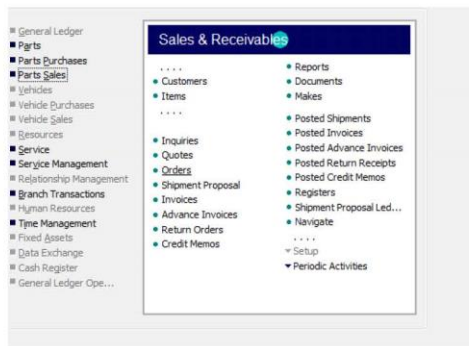 General Ledger
Parts
Parts Purchases
Parts Sales
Vehicles
Vehicle Purchases
Vehicle Sales
Resources
Service
Service Management
Relationship Management
Branch Transactions
Human Resources
Time Management
Fixed Assets
Data Exchange
Cash Register
General Ledger Ope...
Sales & Receivables
. . . .
Customers
Items
. . . .
Inquiries
Quotes
Orders
Shipment Proposal
Invoices
Advance Invoices
Return Orders
Credit Memos
Reports
Documents
Makes
Posted Shipments
Posted Invoices
Posted Advance Invoices
Posted Return Receipts
Posted Credit Memos
Registers
Shipment Proposal Led...
Navigate
. . . .
Setup
Periodic Activities